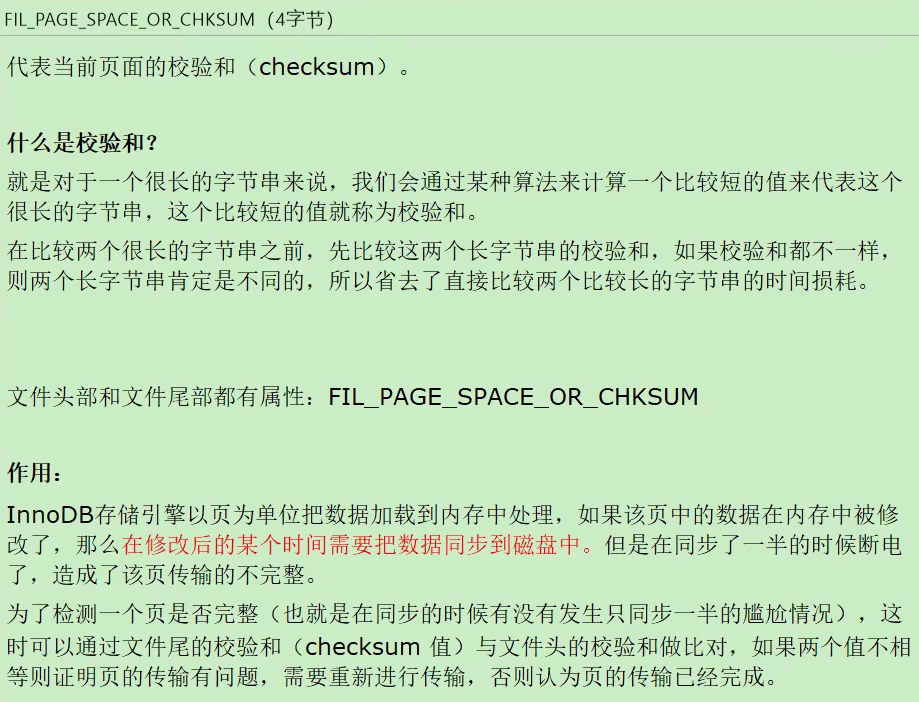 FIL_PAGE_SPACE_OR_CHKSUM（4字节）
代表当前页面的校验和（checksum）。
什么是校验和？
就是对于一个很长的字节串来说，我们会通过某种算法来计算一个比较短的值来代表这个
很长的字节串，这个比较短的值就称为校验和。
在比较两个很长的字节串之前，先比较这两个长字节串的校验和，如果校验和都不一样，
则两个长字节串肯定是不同的，所以省去了直接比较两个比较长的字节串的时间损耗。
文件头部和文件尾部都有属性：FIL_PAGE_SPACE_OR_CHKSUM
作用：
InnoDB存储引擎以页为单位把数据加载到内存中处理，如果该页中的数据在内存中被修
改了，那么在修改后的某个时间需要把数据同步到磁盘中。但是在同步了一半的时候断电
了，造成了该页传输的不完整。
为了检测一个页是否完整（也就是在同步的时候有没有发生只同步一半的尴尬情况），这
时可以通过文件尾的校验和（checksum 值）与文件头的校验和做比对，如果两个值不相
等则证明页的传输有问题，需要重新进行传输，否则认为页的传输已经完成。